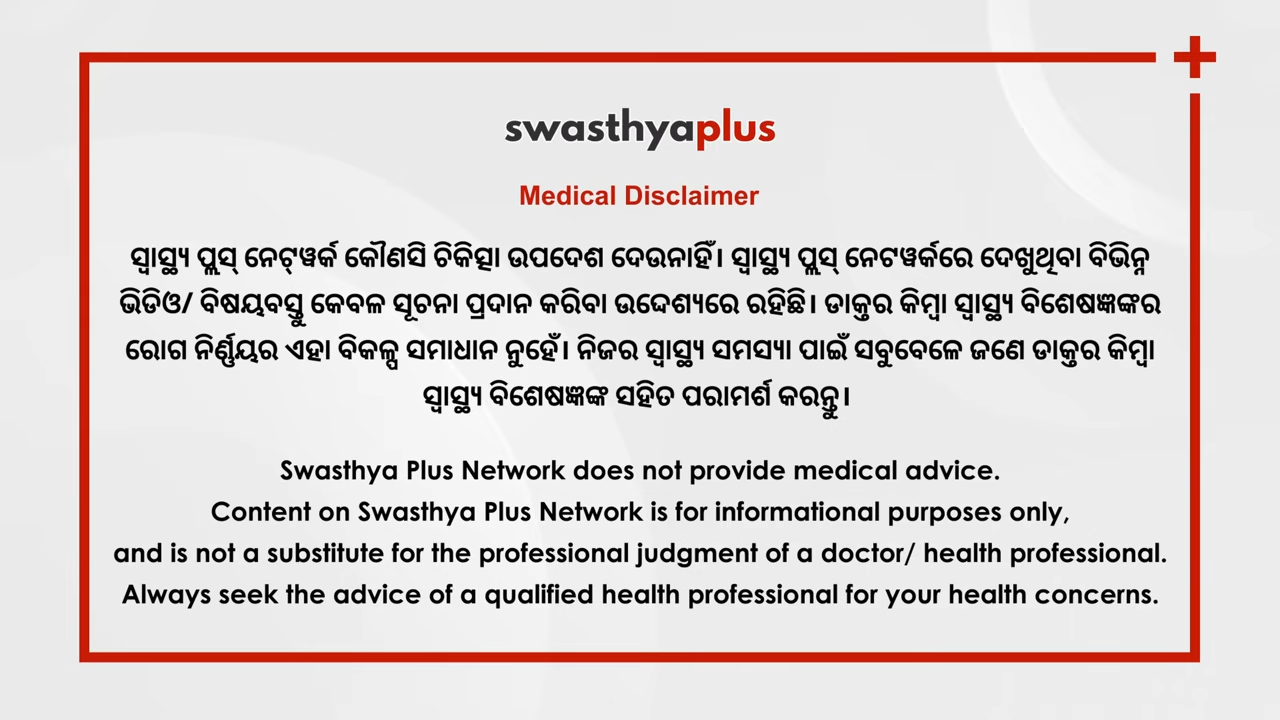 swasthyaplus
Medical Disclaimer
ସ୍ୱାସ୍ଥ୍ୟ ପ୍ଲସ୍ ନେଟ୍ୱର୍କ କୌଣସି ଚିକିତ୍ସା ଉପଦେଶ ଦେଉନାହିଁ। ସ୍ୱାସ୍ଥ୍ୟ ପ୍ଲସ୍ ନେଟୱର୍କରେ ଦେଖୁଥିବା ବିଭିନ୍ନ
ଭିଡିଓ/ ବିଷୟବସ୍ତୁ କେବଳ ସୂଚନା ପ୍ରଦାନ କରିବା ଉଦ୍ଦେଶ୍ୟରେ ରହିଛି। ଡାକ୍ତର କିମ୍ବା ସ୍ୱାସ୍ଥ୍ୟ ବିଶେଷଜ୍ଞଙ୍କର
ରୋଗ ନିର୍ଣ୍ଣୟର ଏହା ବିକଳ୍ପ ସମାଧାନ ନୁହେଁ। ନିଜର ସ୍ୱାସ୍ଥ୍ୟ ସମସ୍ୟା ପାଇଁ ସବୁବେଳେ ଜଣେ ଡାକ୍ତର କିମ୍ବା
ସ୍ୱାସ୍ଥ୍ୟ ବିଶେଷଜ୍ଞଙ୍କ ସହିତ ପରାମର୍ଶ କରନ୍ତୁ।
Swasthya Plus Network does not provide medical advice.
Content on Swasthya Plus Network is for informational purposes only,
and is not a substitute for the professional judgment of a doctor/ health professional.
Always seek the advice of a qualified health professional for your health concerns.